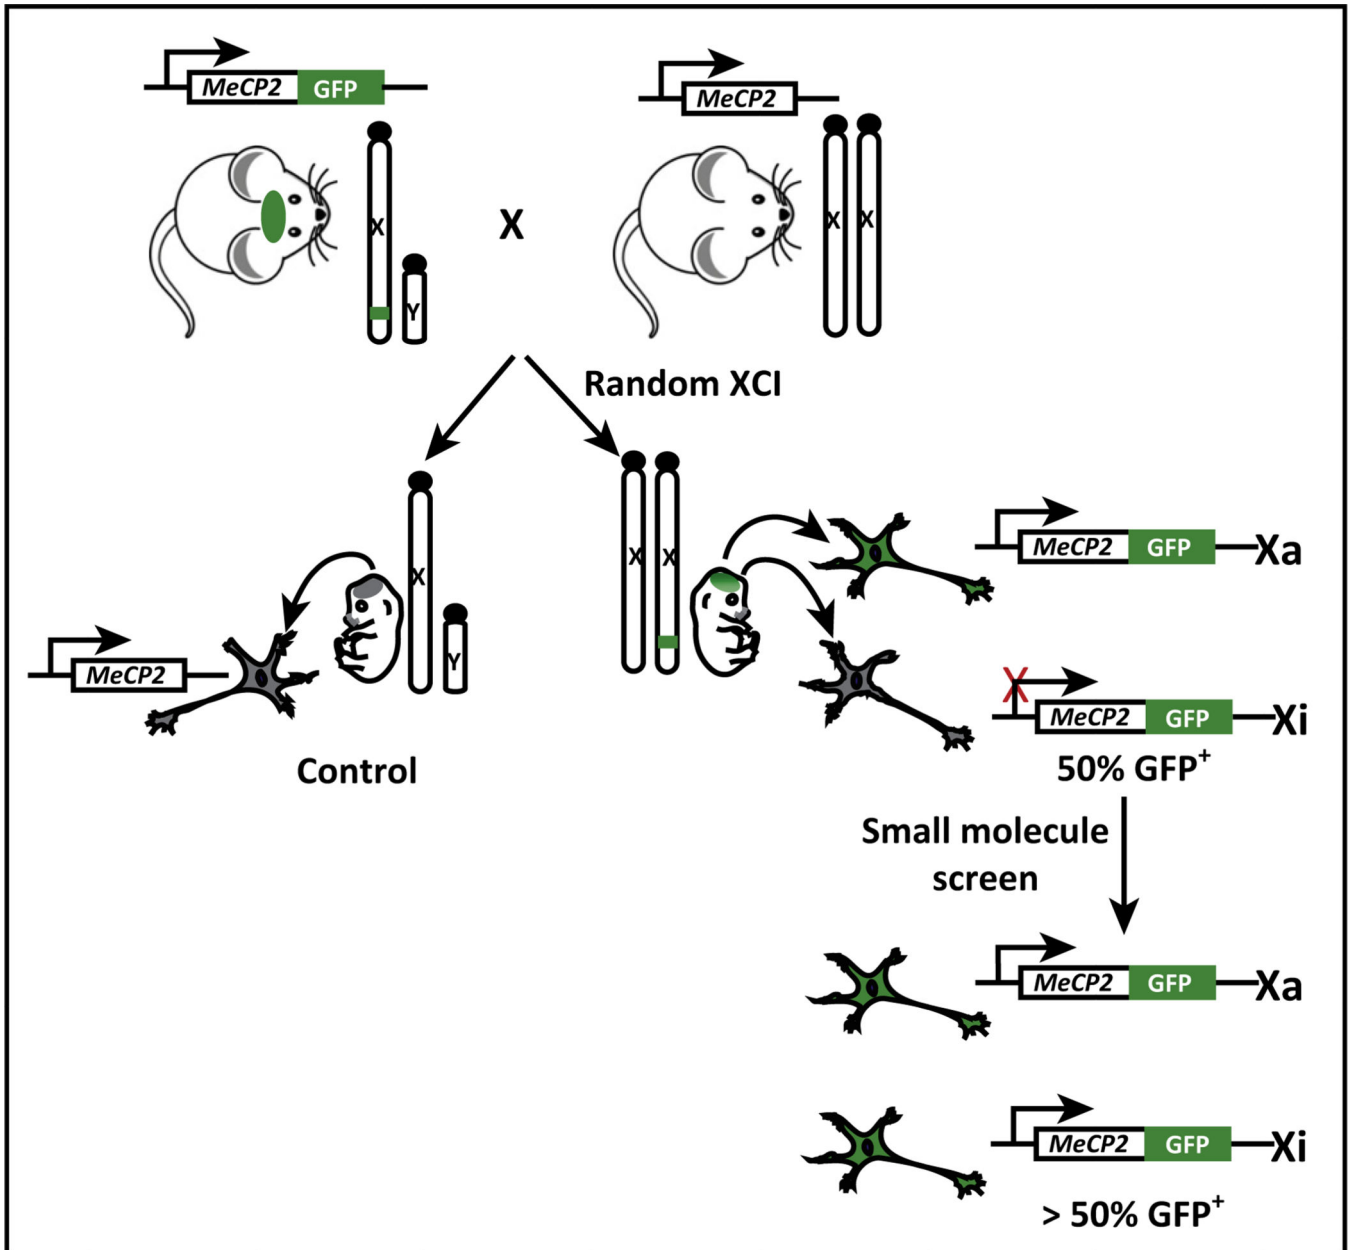 MeCP2 GFP
MeCP2
X
Y
X
X
X
Random XCI
X
Y
MeCP2
Control
X
X
MeCP2 GFP Xa
X
MeCP2 GFP Xi
50% GFP⁺
Small molecule
screen
MeCP2 GFP Xa
MeCP2 GFP Xi
> 50% GFP⁺